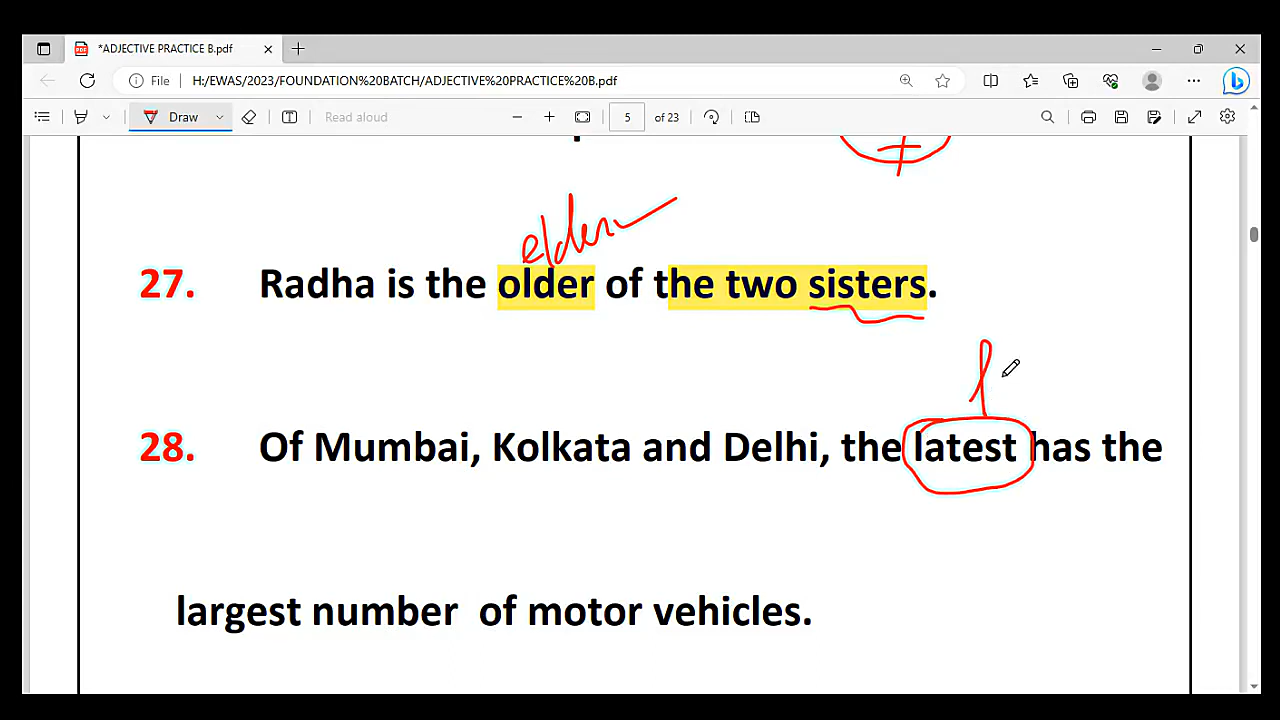 *ADJECTIVE PRACTICE B.pdf
File H:/EWAS/2023/FOUNDATION%20BATCH/ADJECTIVE%20PRACTICE%20B.pdf
Draw Read aloud 5 of 23
elder
27. Radha is the older of the two sisters.
28. Of Mumbai, Kolkata and Delhi, the latest has the
largest number of motor vehicles.